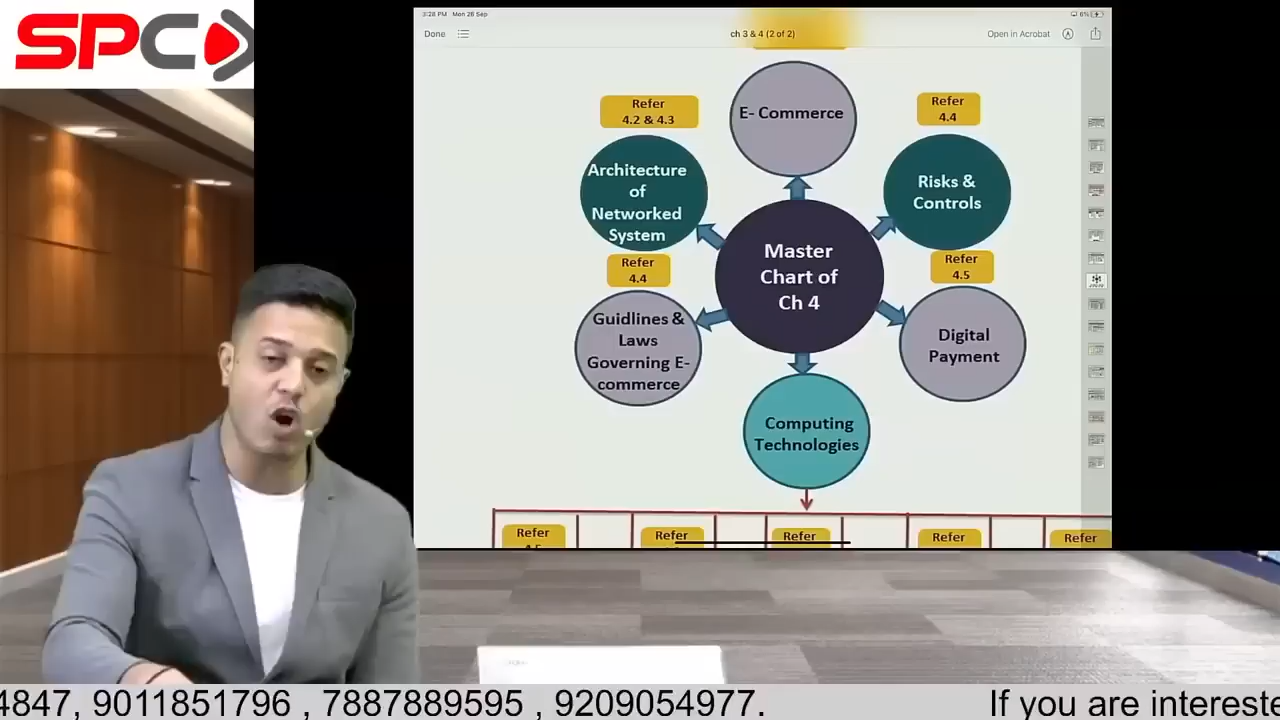 SPC
3:28 PM Mon 26 Sep
6%
Done
ch 3 & 4 (2 of 2)
Open in Acrobat
E- Commerce
Refer
4.2 & 4.3
Refer
4.4
Architecture
of
Networked
System
Risks &
Controls
Master
Chart of
Ch 4
Refer
4.4
Refer
4.5
Guidlines &
Laws
Governing E-
commerce
Digital
Payment
Computing
Technologies
Refer
Refer
Refer
Refer
Refer
4847, 9011851796 , 7887889595 , 9209054977.
If you are intereste